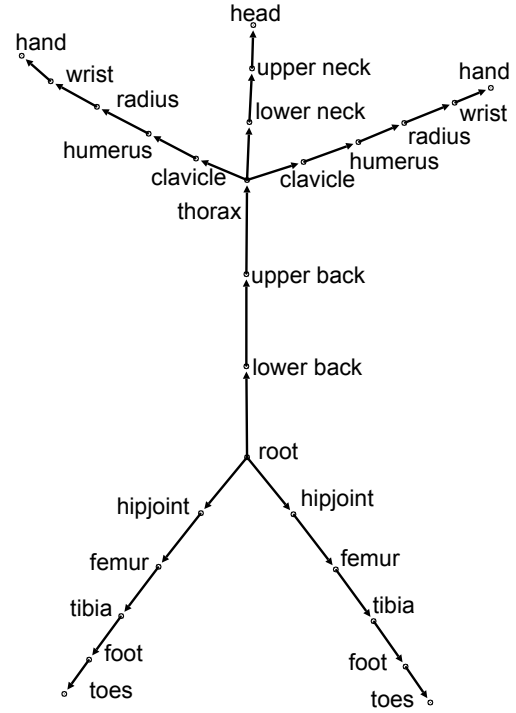 head
hand
upper neck
wrist
hand
radius
lower neck
wrist
humerus
radius
humerus
clavicle
clavicle
thorax
upper back
lower back
root
hipjoint
hipjoint
femur
femur
tibia
tibia
foot
foot
toes
toes